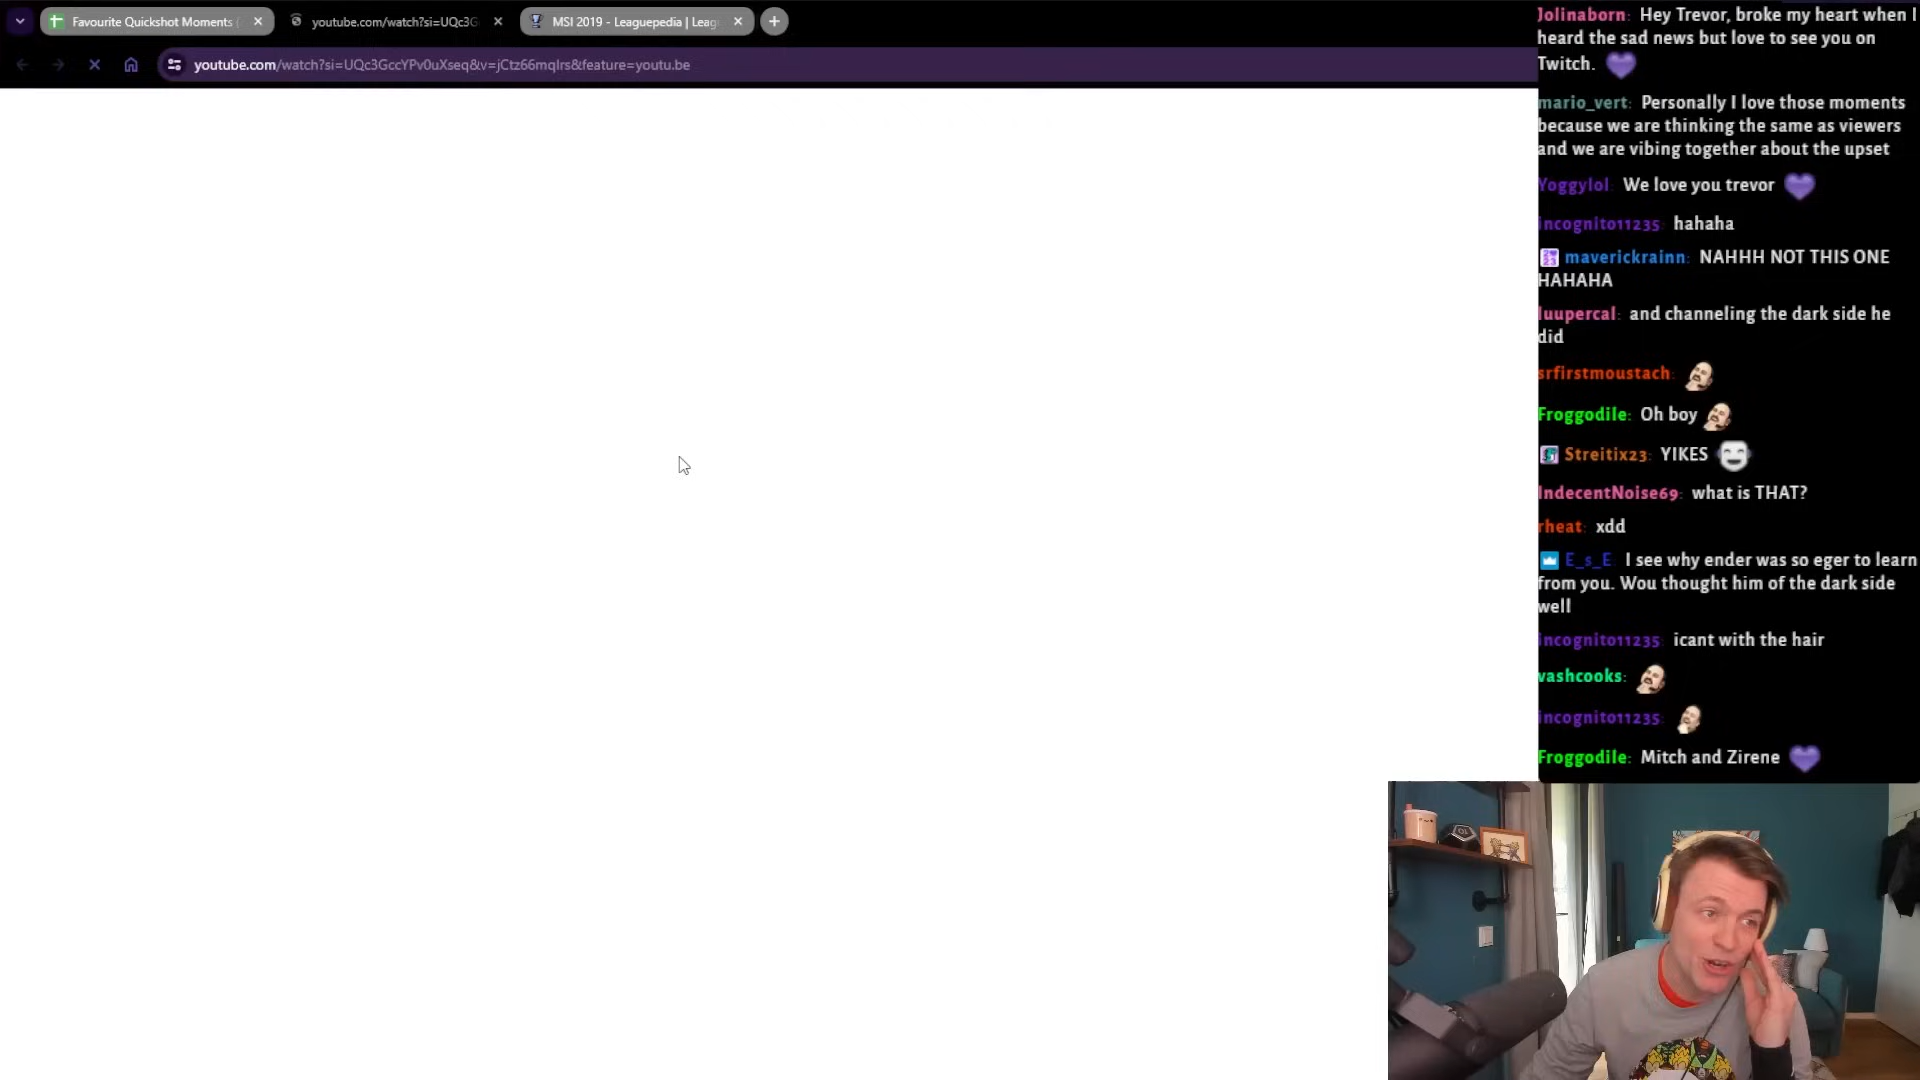 Favourite Quickshot Moments (
youtube.com/watch?si=UQc3G
MSI 2019 - Leaguepedia | Leag
youtube.com/watch?si=UQc3GccYPv0uXseq&v=jCtz66mqIrs&feature=youtu.be
Jolinaborn: Hey Trevor, broke my heart when I
heard the sad news but love to see you on
Twitch.
mario_vert: Personally I love those moments
because we are thinking the same as viewers
and we are vibing together about the upset
Yoggylol: We love you trevor
incognito11235: hahaha
maverickrainn: NAHHH NOT THIS ONE
HAHAHA
luupercal: and channeling the dark side he
did
srfirstmoustach:
Froggodile: Oh boy
Streitix23: YIKES
IndecentNoise69: what is THAT?
rheat: xdd
E_s_E: I see why ender was so eger to learn
from you. Wou thought him of the dark side
well
incognito11235: icant with the hair
vashcooks:
incognito11235:
Froggodile: Mitch and Zirene